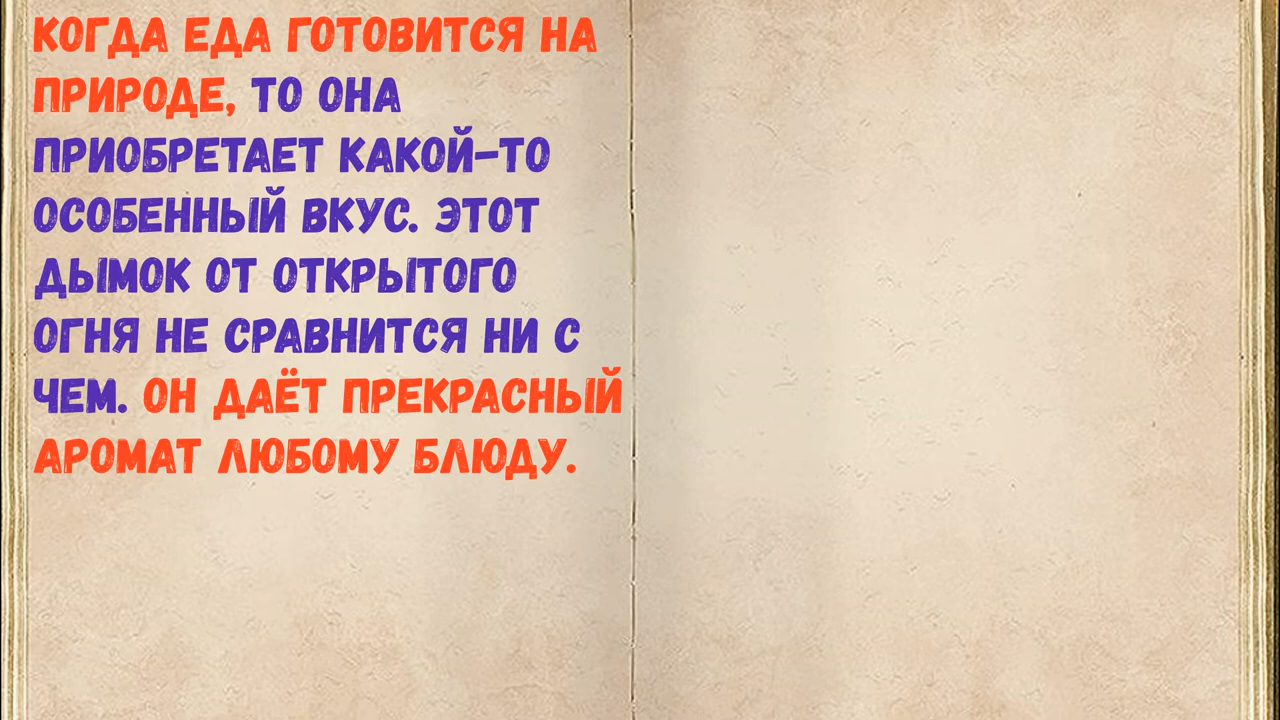 КОГДА ЕДА ГОТОВИТСЯ НА
ПРИРОДЕ, ТО ОНА
ПРИОБРЕТАЕТ КАКОЙ-ТО
ОСОБЕННЫЙ ВКУС. ЭТОТ
ДЫМОК ОТ ОТКРЫТОГО
ОГНЯ НЕ СРАВНИТСЯ НИ С
ЧЕМ. ОН ДАЁТ ПРЕКРАСНЫЙ
АРОМАТ ЛЮБОМУ БЛЮДУ.